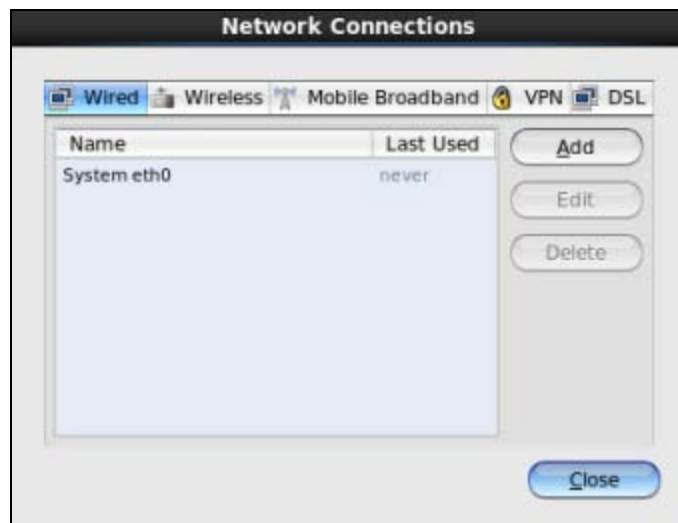 Network Connections
Wired Wireless Mobile Broadband VPN DSL
Name Last Used
System eth0 never
Add
Edit
Delete
Close